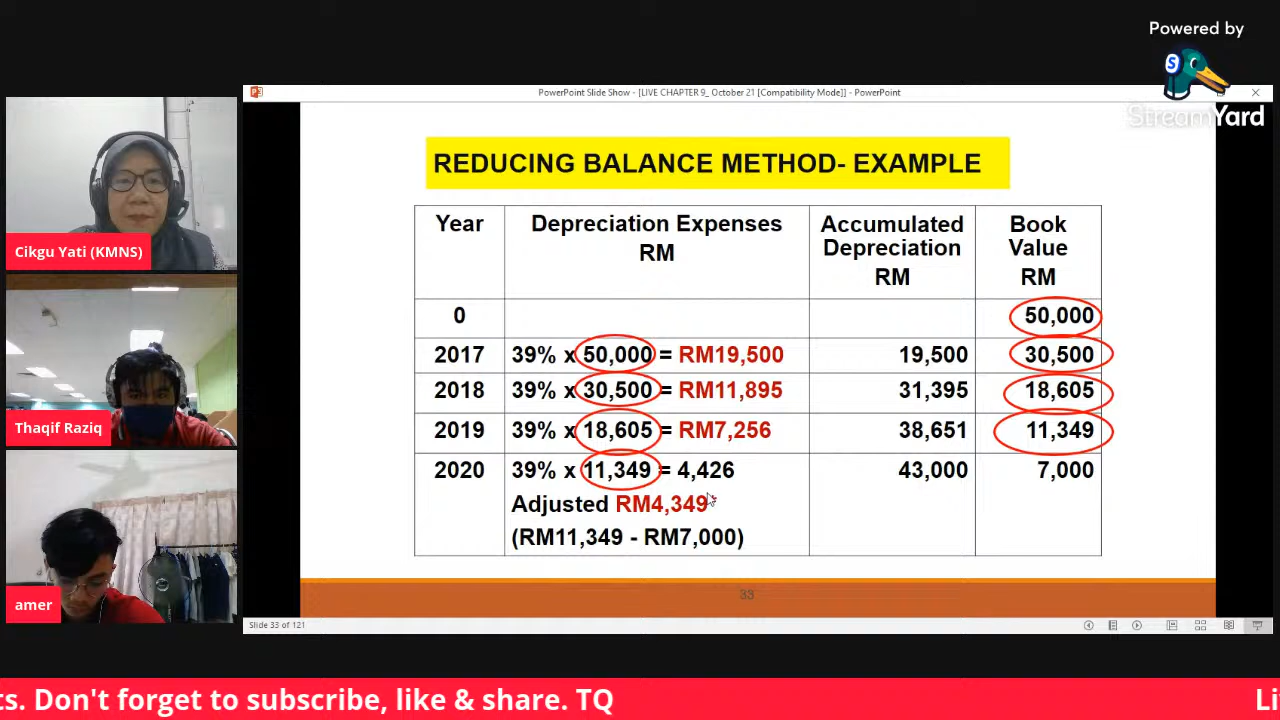 Powered by
S
StreamYard
PowerPoint Slide Show - [LIVE CHAPTER 9_ October 21 [Compatibility Mode]] - PowerPoint
REDUCING BALANCE METHOD- EXAMPLE
Year Depreciation Expenses RM Accumulated Depreciation RM Book Value RM
0 50,000
2017 39% x 50,000 = RM19,500 19,500 30,500
2018 39% x 30,500 = RM11,895 31,395 18,605
2019 39% x 18,605 = RM7,256 38,651 11,349
2020 39% x 11,349 = 4,426 43,000 7,000
Adjusted RM4,349
(RM11,349 - RM7,000)
33
Slide 33 of 121
Cikgu Yati (KMNS)
Thaqif Raziq
amer
ts. Don't forget to subscribe, like & share. TQ
Li